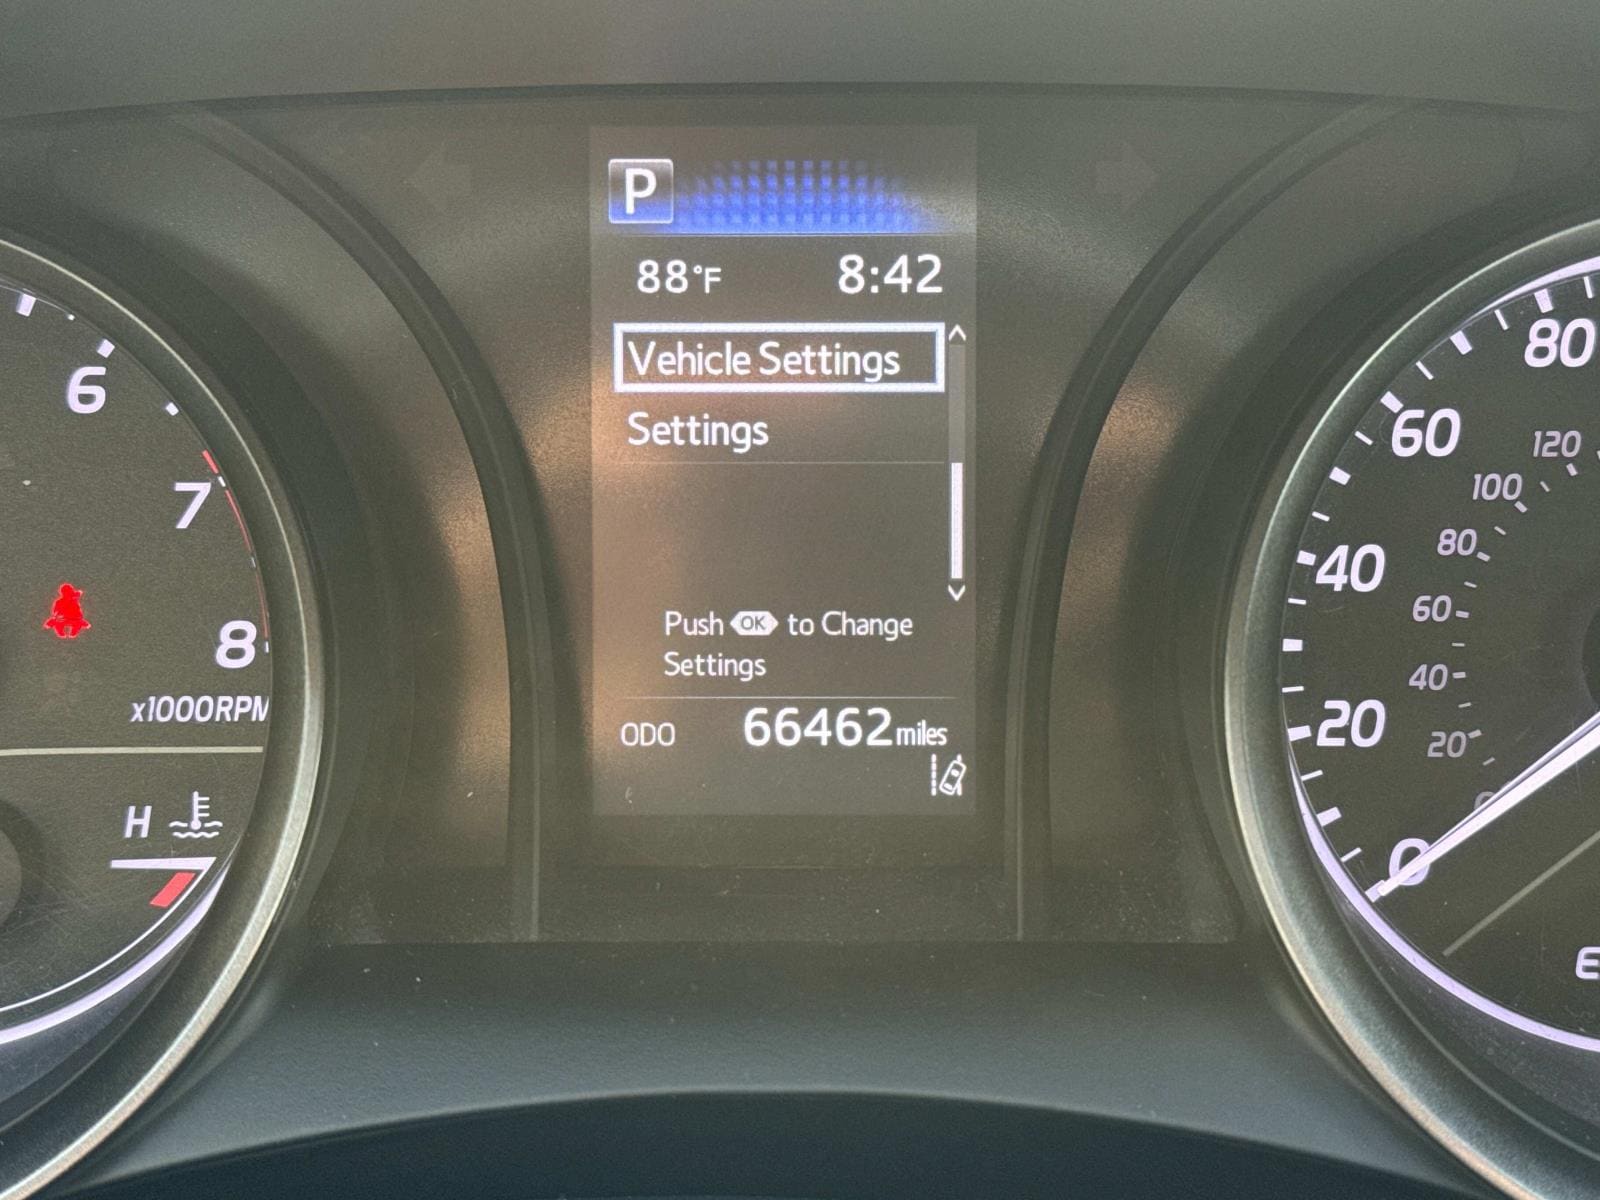 P
88°F 8:42
Vehicle Settings
Settings
Push OK to Change
Settings
ODO 66462 miles
6
7
8
x1000RPM
H
80
60
40
20
0
120
100
80
60
40
20
0
E